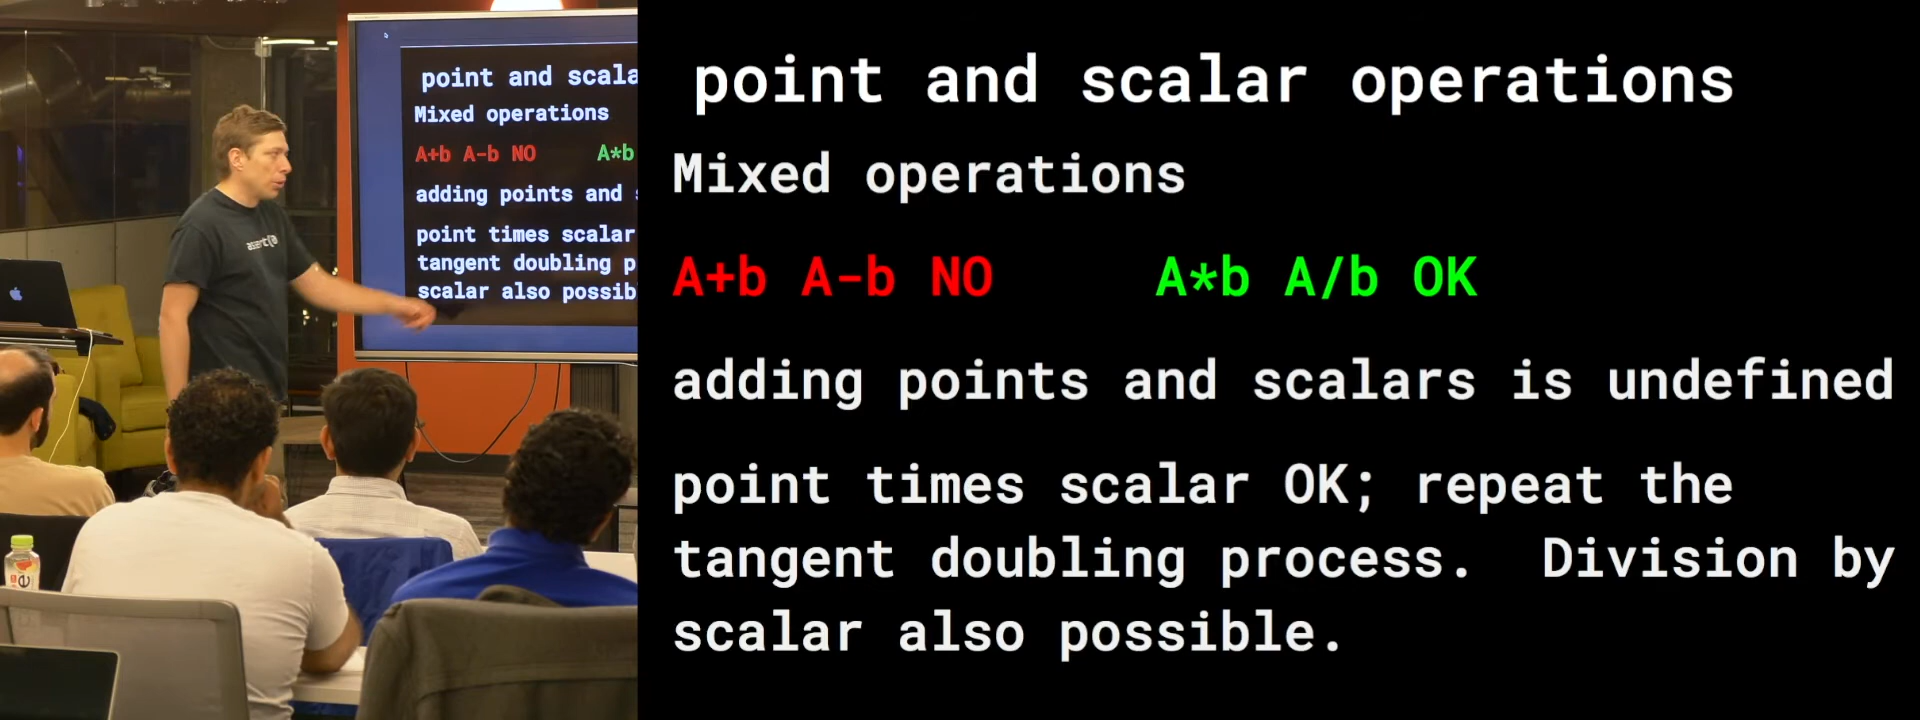 point and scala
Mixed operations
A+b A-b NO A*b
adding points and s
point times scalar
tangent doubling p
scalar also possib
point and scalar operations
Mixed operations
A+b A-b NO A*b A/b OK
adding points and scalars is undefined
point times scalar OK; repeat the
tangent doubling process. Division by
scalar also possible.